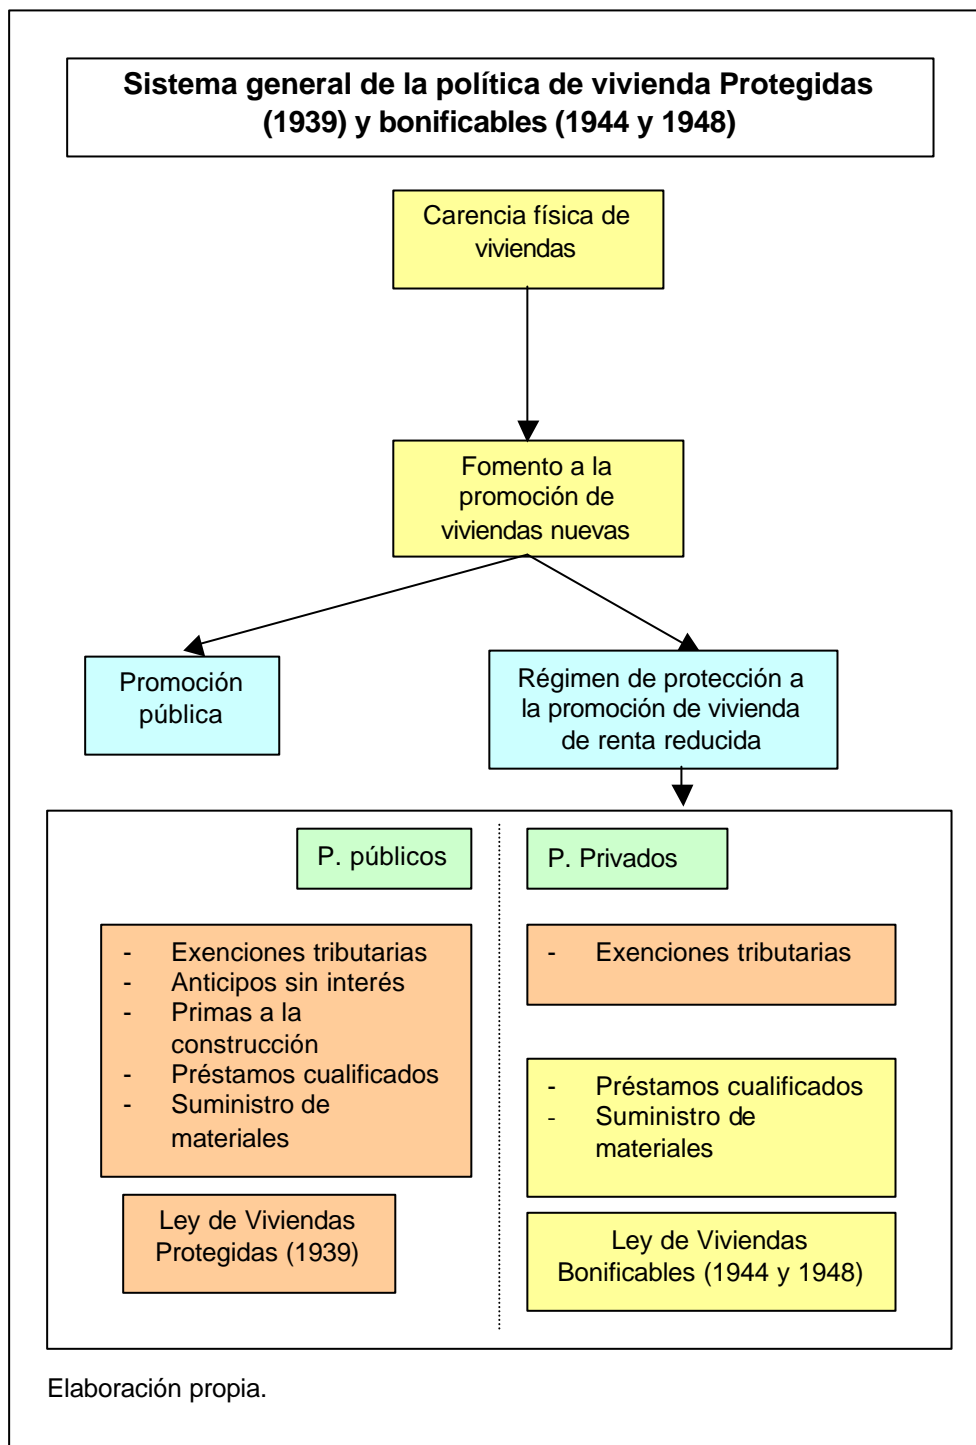 Sistema general de la política de vivienda Protegidas
(1939) y bonificables (1944 y 1948)
Carencia física de
viviendas
Fomento a la
promoción de
viviendas nuevas
Promoción
pública
Régimen de protección a
la promoción de vivienda
de renta reducida
P. públicos
- Exenciones tributarias
- Anticipos sin interés
- Primas a la
construcción
- Préstamos cualificados
- Suministro de
materiales
Ley de Viviendas
Protegidas (1939)
P. Privados
- Exenciones tributarias
- Préstamos cualificados
- Suministro de
materiales
Ley de Viviendas
Bonificables (1944 y 1948)
Elaboración propia.